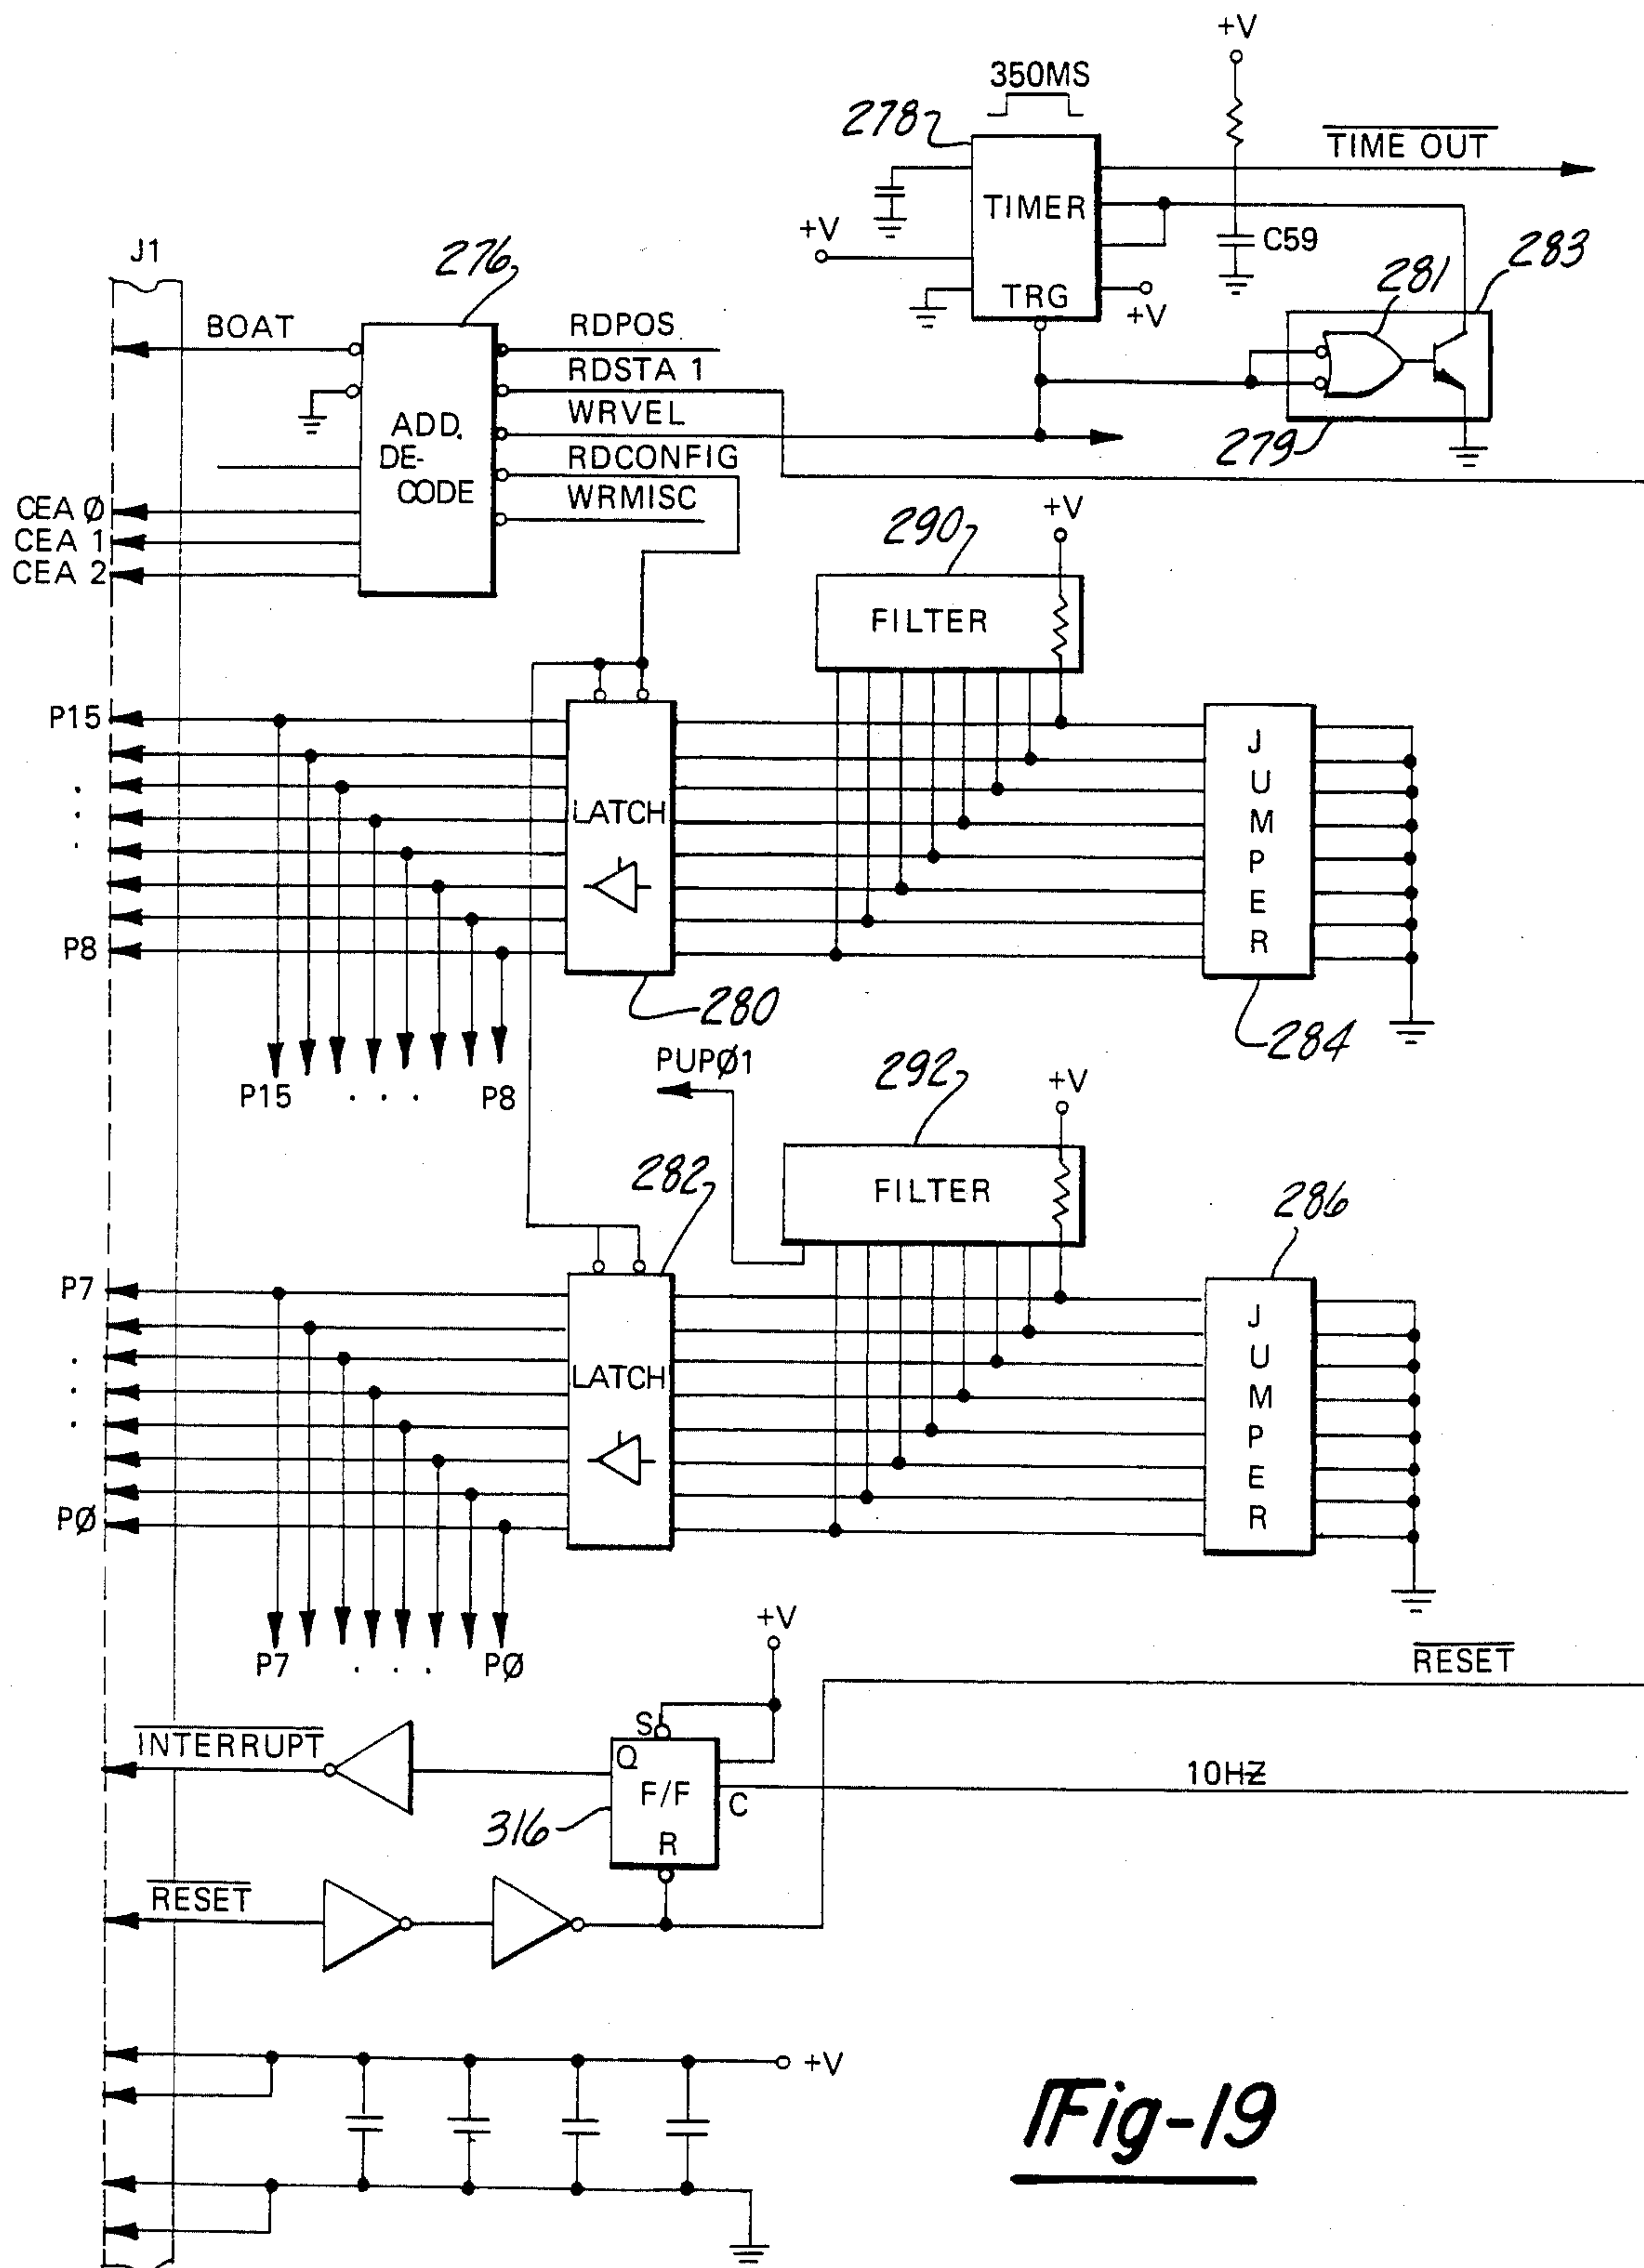 +V
350MS
278
TIME OUT
TIMER
+V
C59
TRG
+V
281
283
279
J1
276
BOAT
RDPOS
RDSTA 1
WRVEL
RDCONFIG
WRMISC
ADD.
DE-
CODE
CEA Ø
CEA 1
CEA 2
290
+V
FILTER
P15
.
.
.
P8
LATCH
JUMPER
280
284
P15 . . . P8
PUPØ1
292
+V
FILTER
282
286
P7
.
.
.
PØ
LATCH
JUMPER
P7 . . . PØ
+V
RESET
INTERRUPT
S
Q
F/F
C
R
10HZ
316
RESET
+V
Fig-19